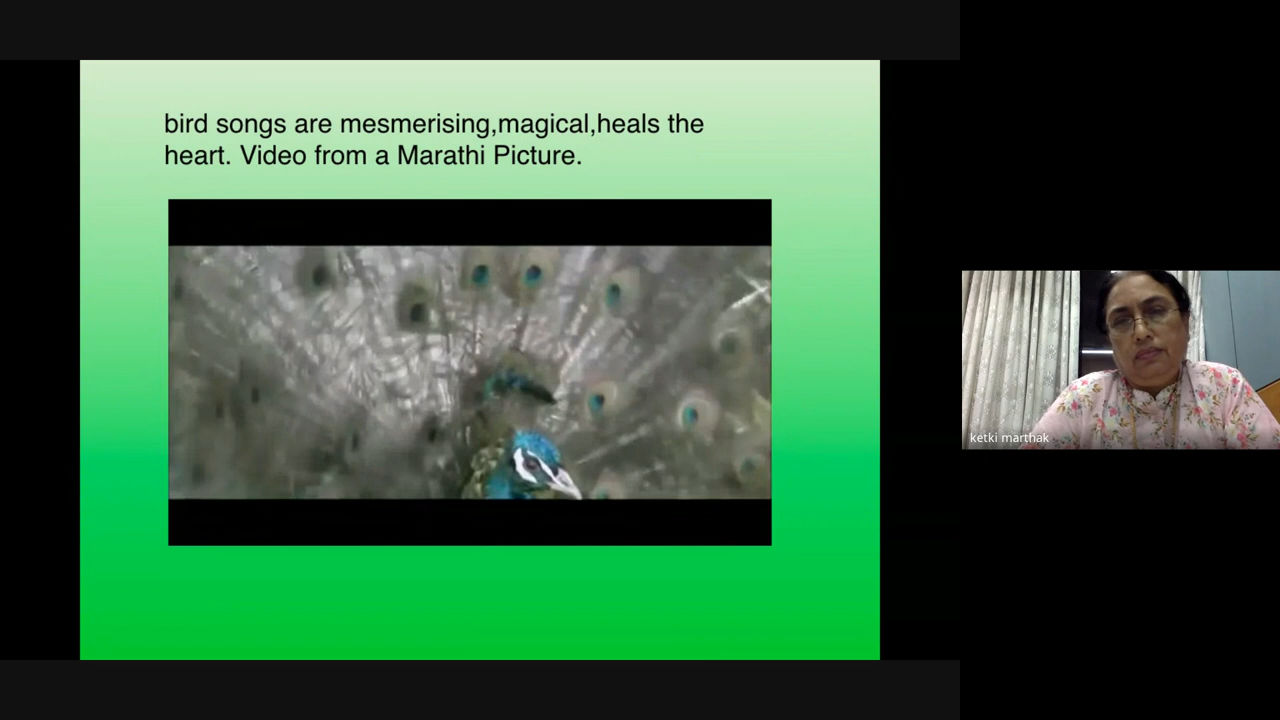 bird songs are mesmerising,magical,heals the
heart. Video from a Marathi Picture.
ketki marthak